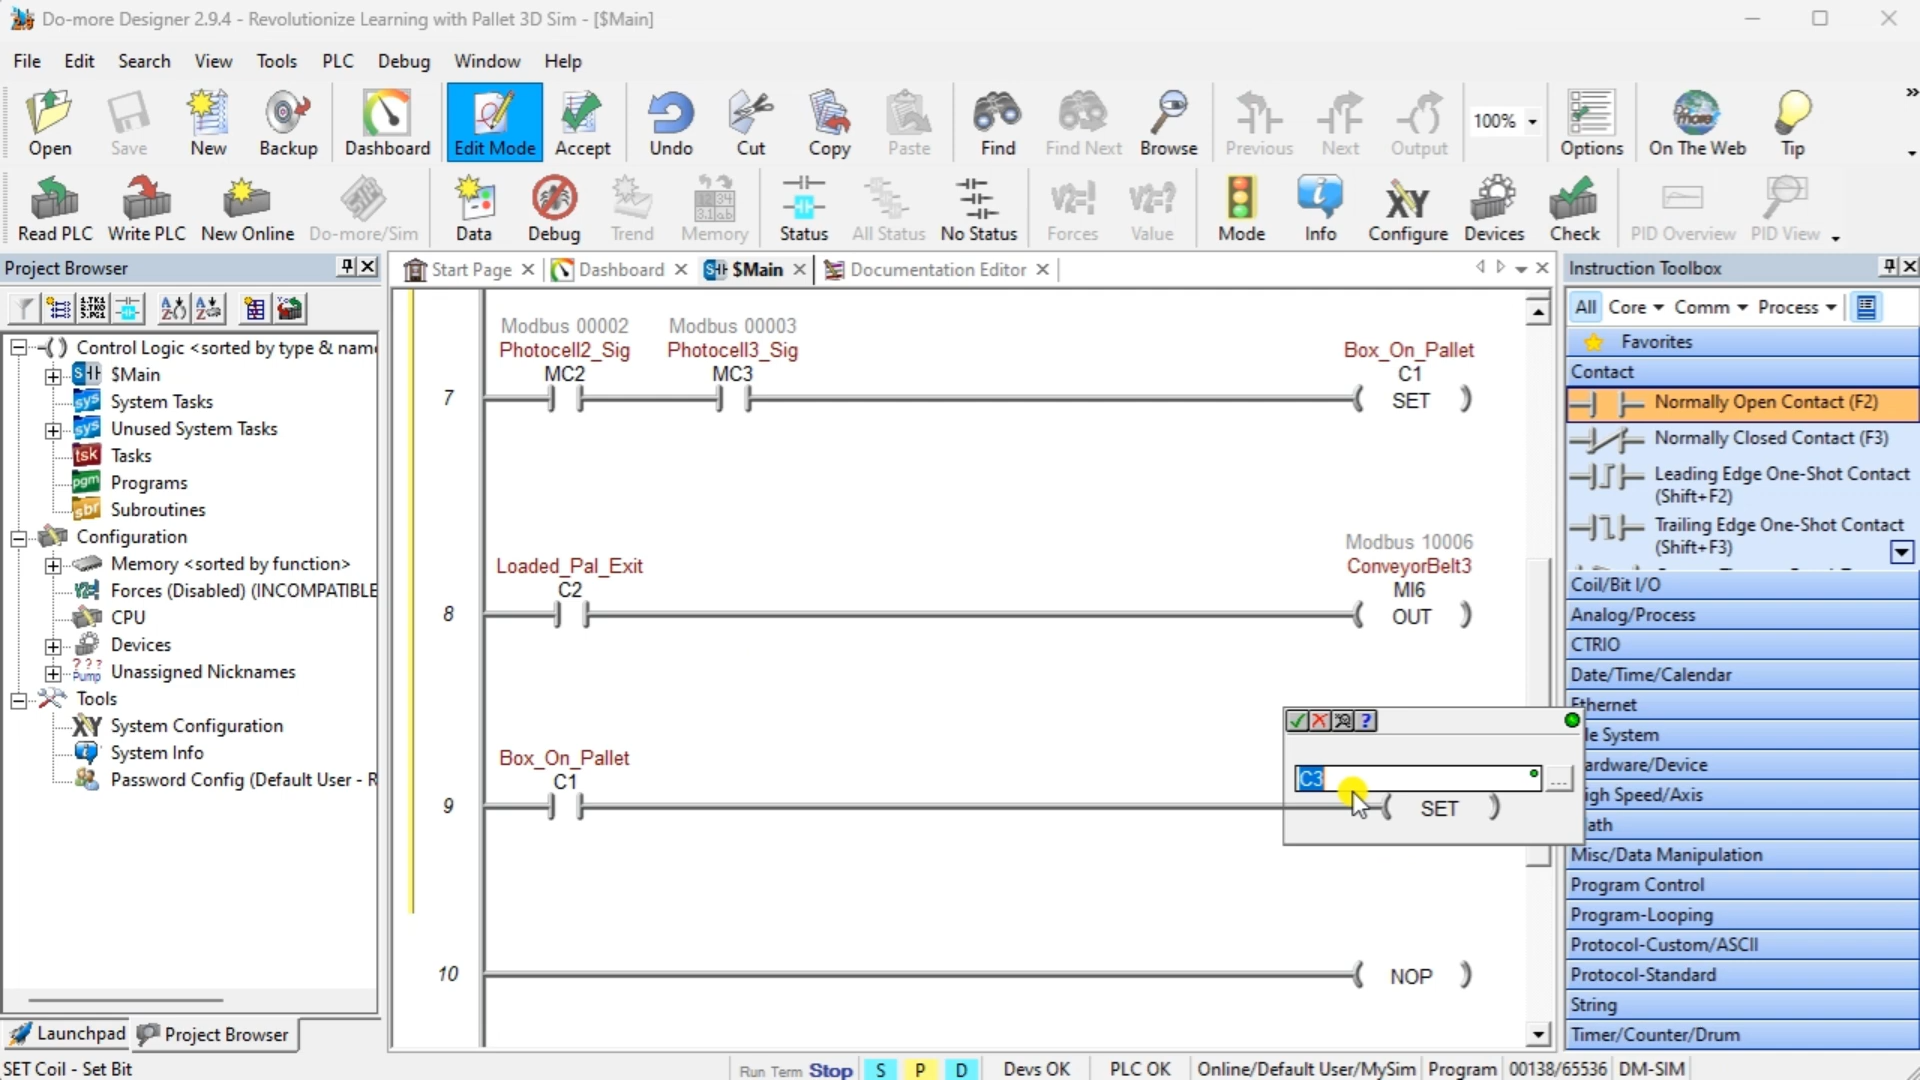 Do-more Designer 2.9.4 - Revolutionize Learning with Pallet 3D Sim - [$Main]
File Edit Search View Tools PLC Debug Window Help
Open Save New Backup Dashboard Edit Mode Accept Undo Cut Copy Paste Find Find Next Browse Previous Next Output 100% Options On The Web Tip
Read PLC Write PLC New Online Do-more/Sim Data Debug Trend Memory Status All Status No Status Forces Value Mode Info Configure Devices Check PID Overview PID View
Project Browser
Start Page Dashboard $Main Documentation Editor
Instruction Toolbox
All Core Comm Process
Control Logic <sorted by type & nam
$Main
System Tasks
Unused System Tasks
Tasks
Programs
Subroutines
Configuration
Memory <sorted by function>
Forces (Disabled) (INCOMPATIBLE
CPU
Devices
Unassigned Nicknames
Tools
System Configuration
System Info
Password Config (Default User - R
Launchpad Project Browser
Modbus 00002 Modbus 00003
Photocell2_Sig Photocell3_Sig Box_On_Pallet
MC2 MC3 C1
7 SET
Modbus 10006
Loaded_Pal_Exit ConveyorBelt3
C2 MI6
8 OUT
Box_On_Pallet
C1 C3
9 SET
10 NOP
Favorites
Contact
Normally Open Contact (F2)
Normally Closed Contact (F3)
Leading Edge One-Shot Contact
(Shift+F2)
Trailing Edge One-Shot Contact
(Shift+F3)
Coil/Bit I/O
Analog/Process
CTRIO
Date/Time/Calendar
Ethernet
le System
ardware/Device
igh Speed/Axis
ath
Misc/Data Manipulation
Program Control
Program-Looping
Protocol-Custom/ASCII
Protocol-Standard
String
Timer/Counter/Drum
SET Coil - Set Bit Run Term Stop S P D Devs OK PLC OK Online/Default User/MySim Program 00138/65536 DM-SIM